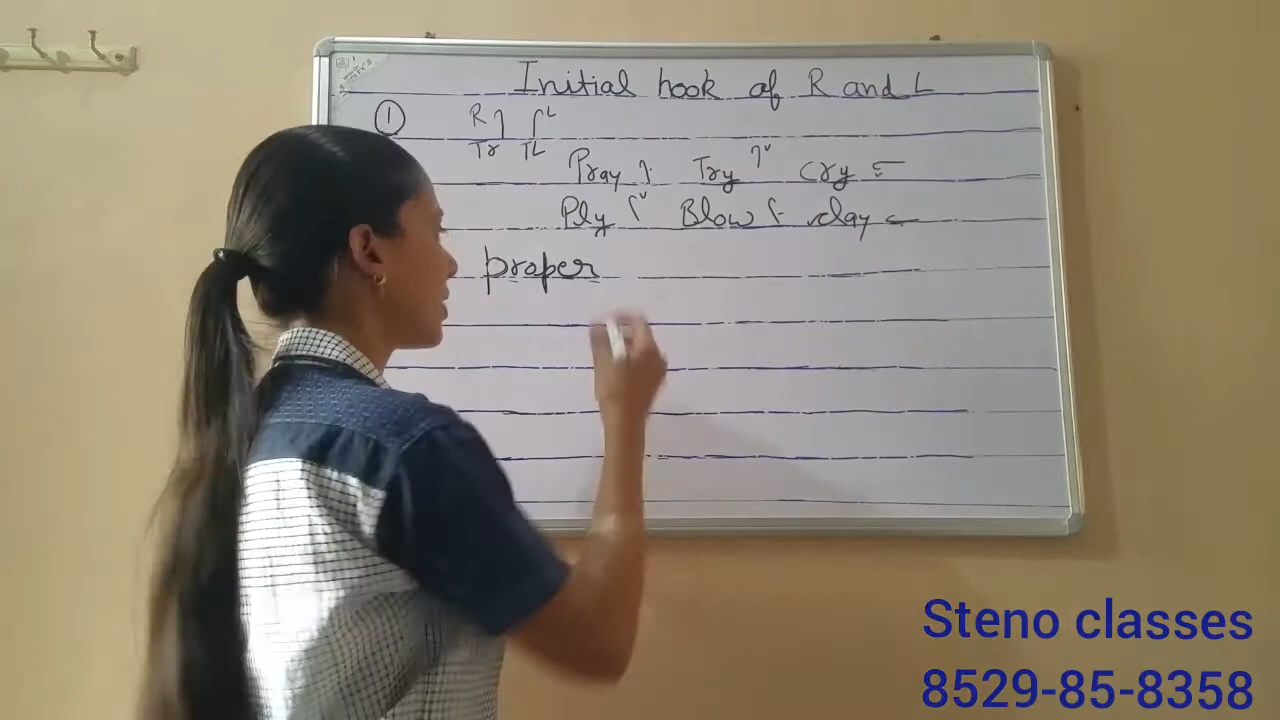 Initial hook of R and L
① R L
Tr TL
Pray Try Cry
Ply Blow clay
proper
Steno classes
8529-85-8358